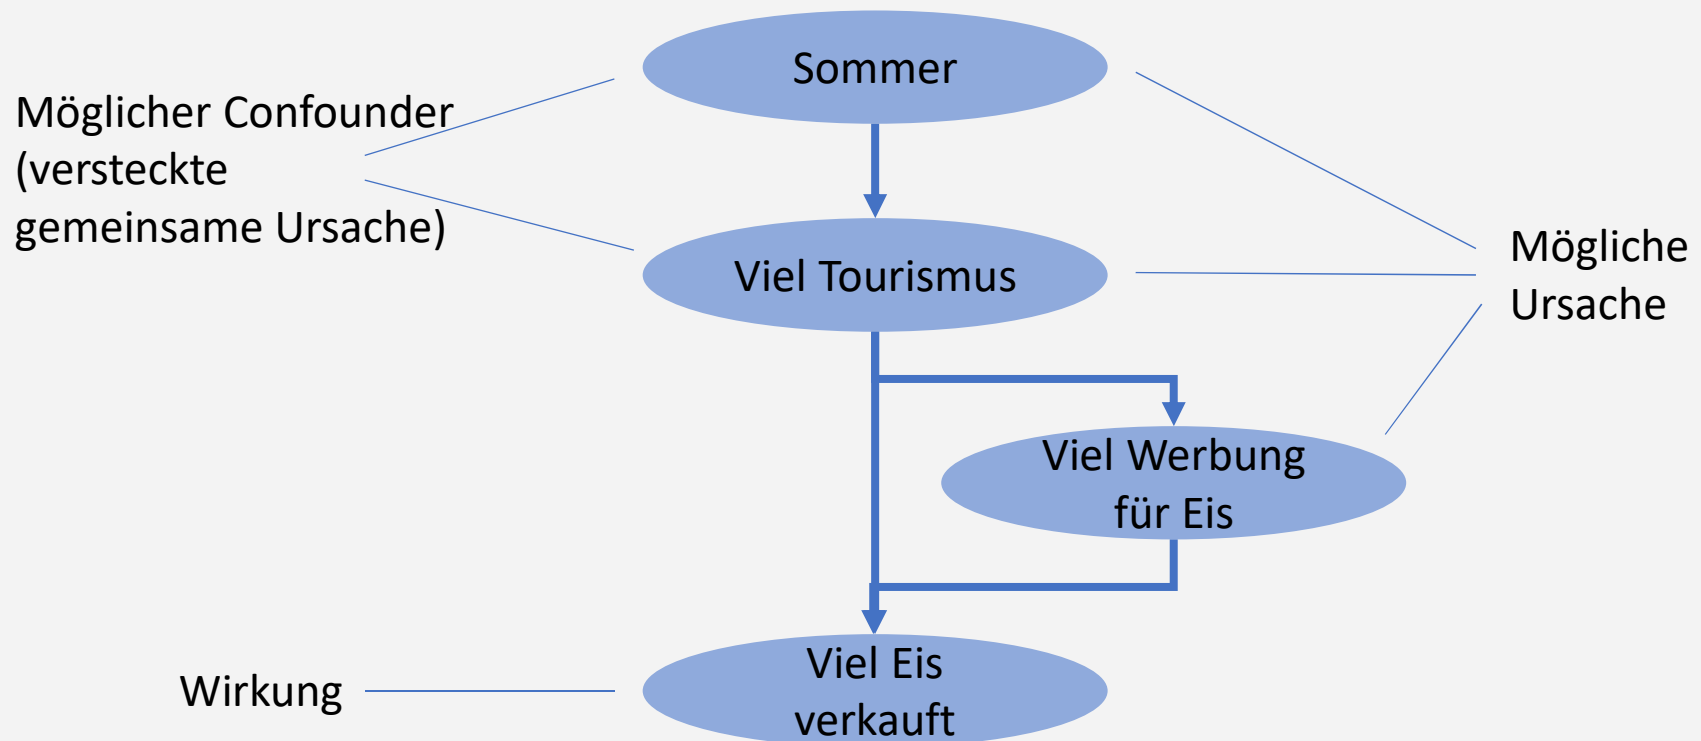 Sommer
Möglicher Confounder
(versteckte
gemeinsame Ursache)
Viel Tourismus
Mögliche
Ursache
Viel Werbung
für Eis
Viel Eis
verkauft
Wirkung